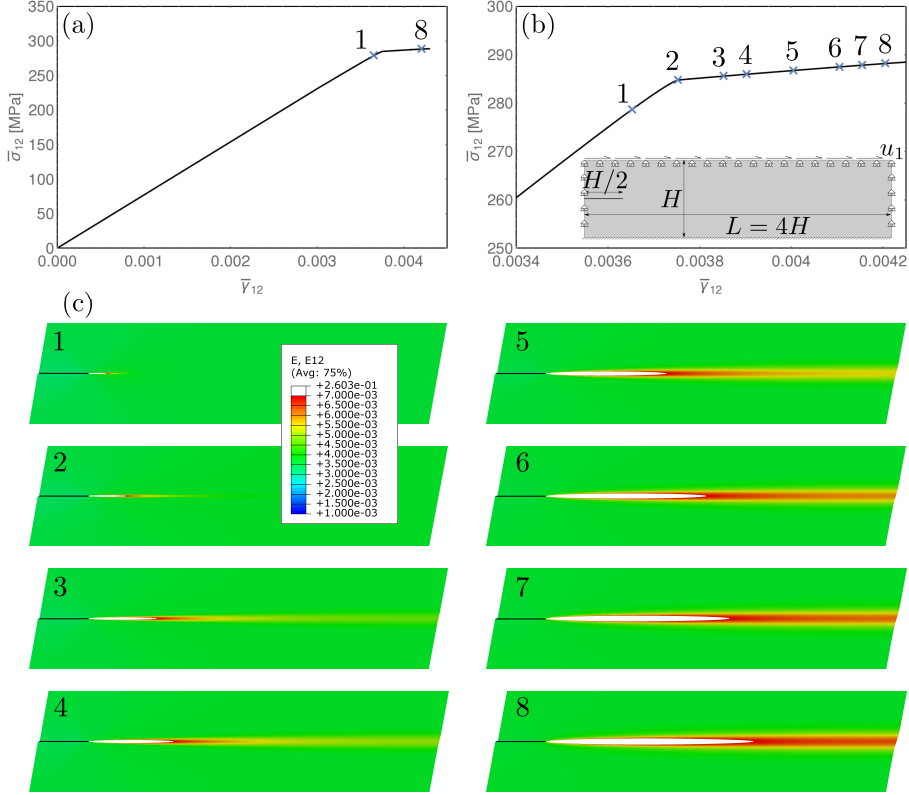 (a)
350
300
250
200
150
100
50
0
σ̅₁₂ [MPa]
1
8
0.000
0.001
0.002
0.003
0.004
γ̅₁₂
(b)
300
290
280
270
260
250
σ̅₁₂ [MPa]
1
2
3
4
5
6
7
8
u₁
H/2
H
L = 4H
0.0034
0.0036
0.0038
0.004
0.0042
γ̅₁₂
(c)
1
E, E12
(Avg: 75%)
+2.603e-01
+7.000e-03
+6.500e-03
+6.000e-03
+5.500e-03
+5.000e-03
+4.500e-03
+4.000e-03
+3.500e-03
+3.000e-03
+2.500e-03
+2.000e-03
+1.500e-03
+1.000e-03
2
3
4
5
6
7
8